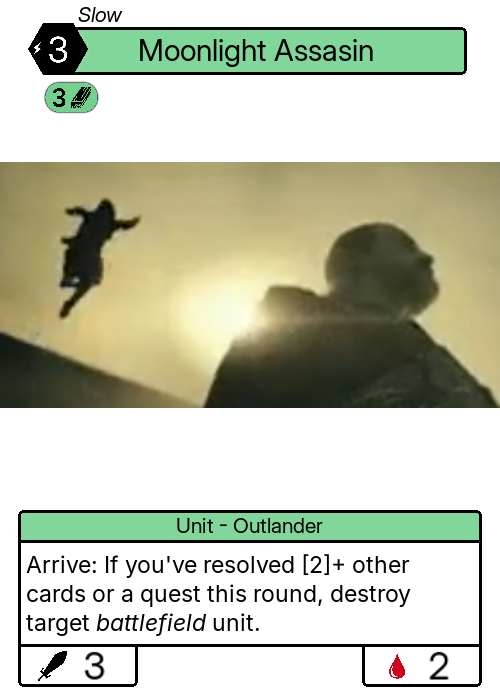 Slow
3 Moonlight Assasin
3
Unit - Outlander
Arrive: If you've resolved [2]+ other
cards or a quest this round, destroy
target battlefield unit.
3 2